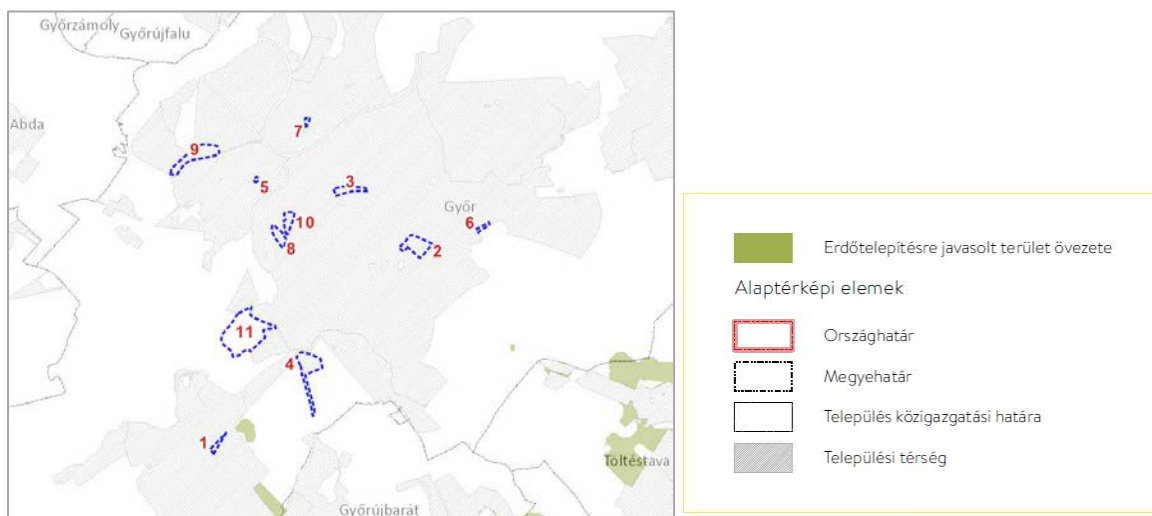 Győrzámoly
Győrújfalu
Abda
7
9
5
3
Győr
10
6
8
2
11
4
1
Töltéstava
Győrújbarát
Erdőtelepítésre javasolt terület övezete
Alaptérképi elemek
Országhatár
Megyehatár
Település közigazgatási határa
Települési térség